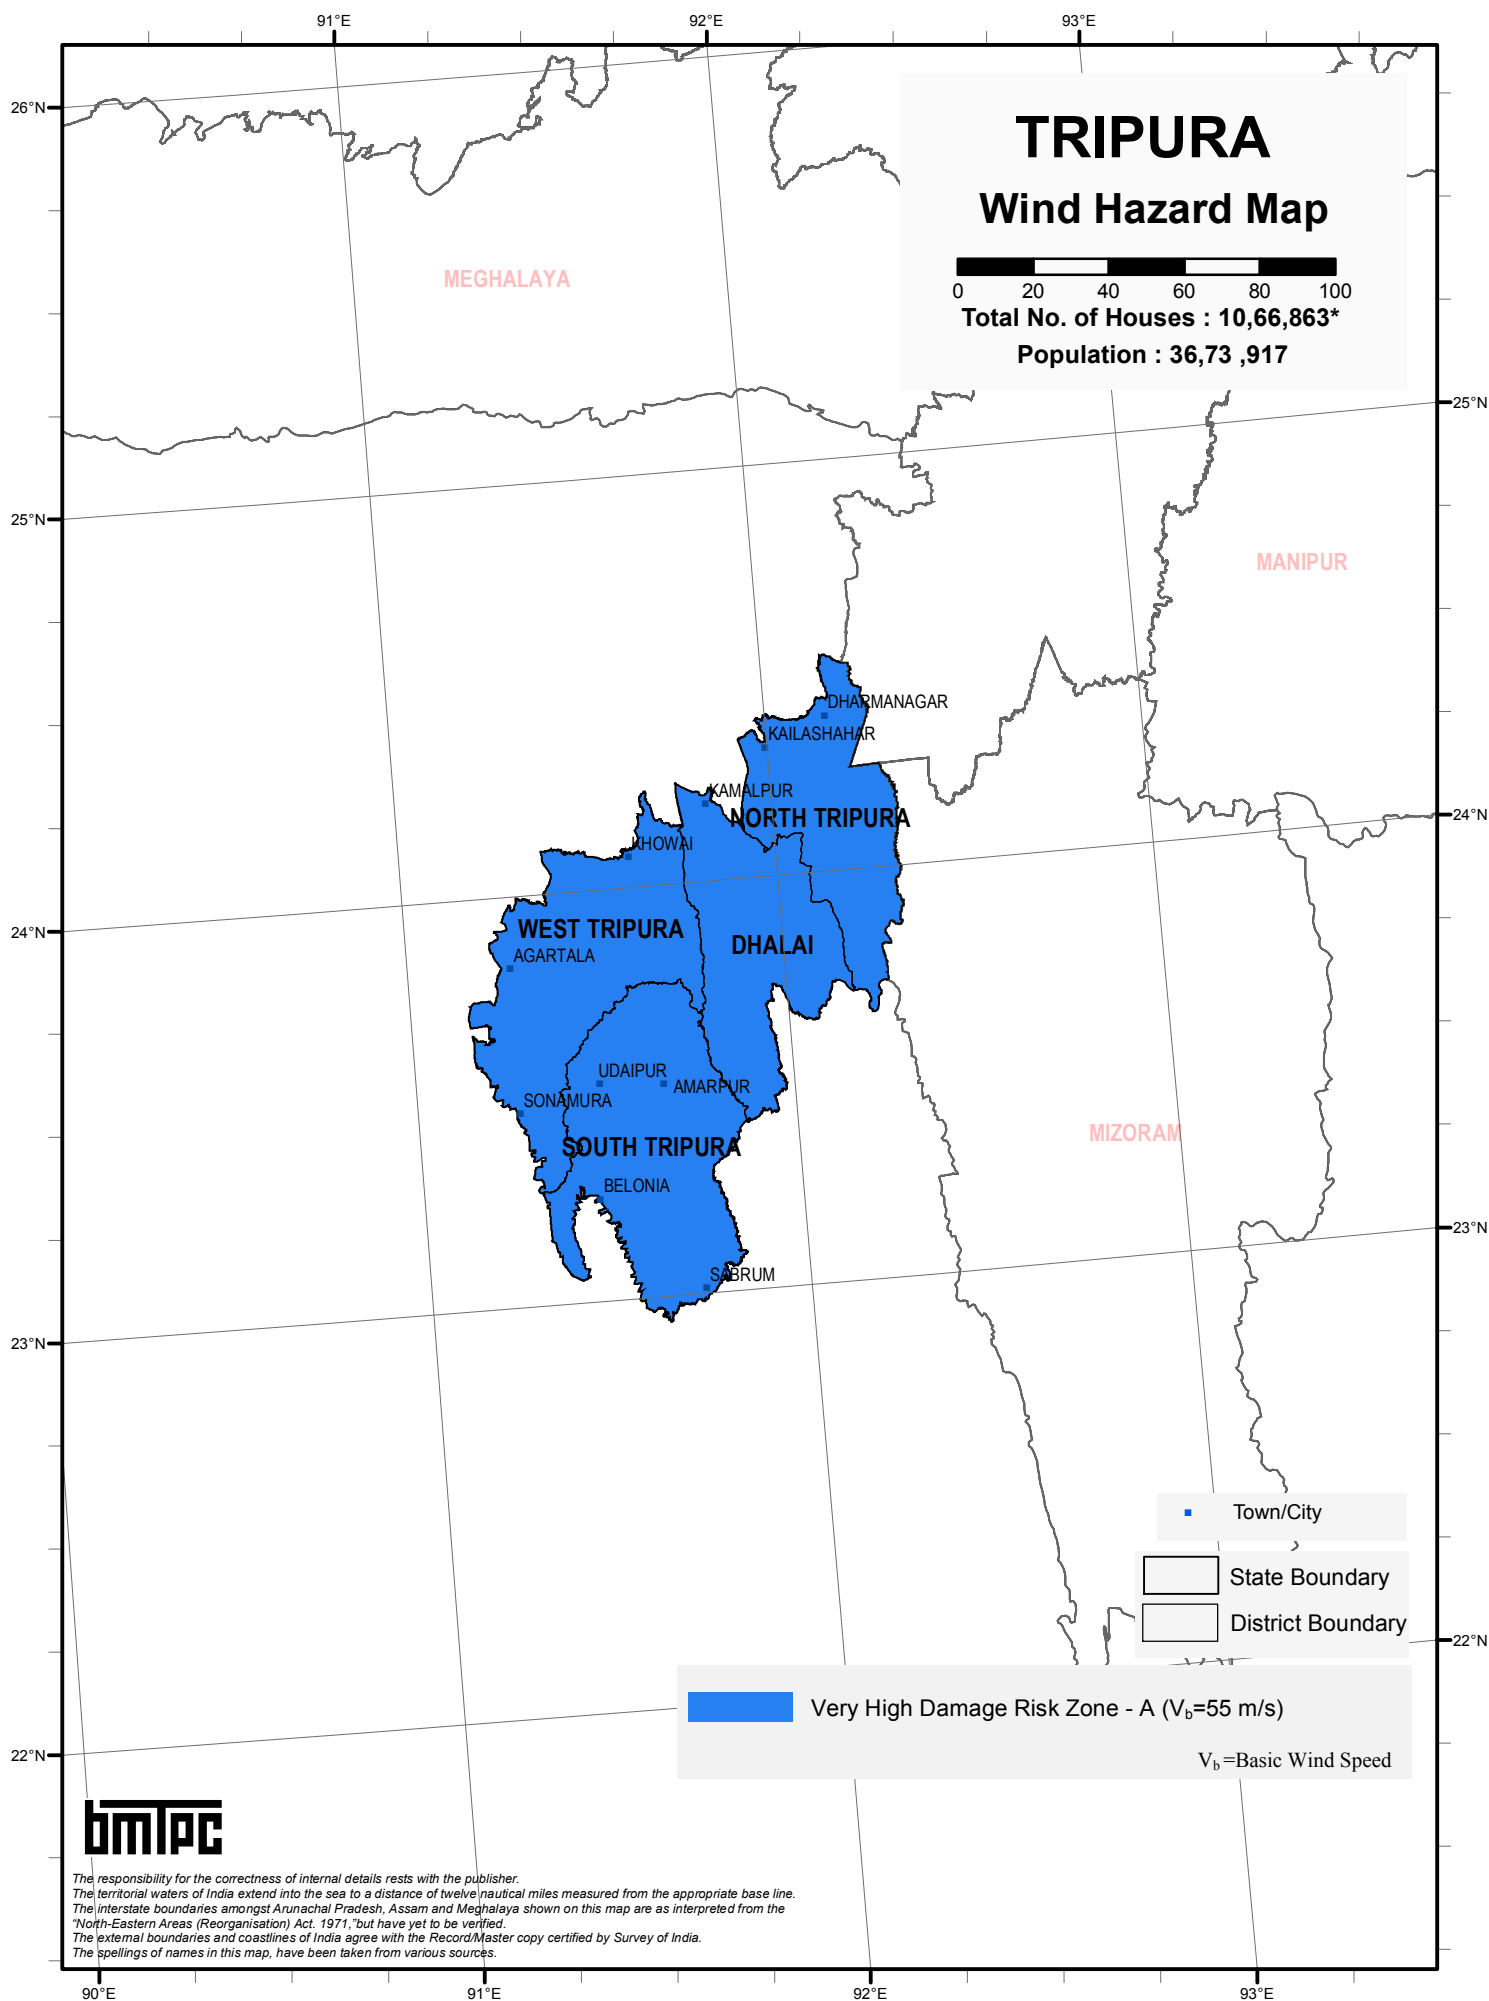 91°E 92°E 93°E
26°N
TRIPURA
Wind Hazard Map
0 20 40 60 80 100
Total No. of Houses : 10,66,863*
Population : 36,73 ,917
MEGHALAYA
25°N
25°N
MANIPUR
DHARMANAGAR
KAILASHAHAR
KAMALPUR
NORTH TRIPURA
24°N
KHOWAI
WEST TRIPURA
24°N
DHALAI
AGARTALA
UDAIPUR
AMARPUR
SONAMURA
MIZORAM
SOUTH TRIPURA
BELONIA
23°N
SABRUM
23°N
Town/City
State Boundary
District Boundary
22°N
Very High Damage Risk Zone - A (Vb=55 m/s)
22°N
Vb=Basic Wind Speed
bmTpc
The responsibility for the correctness of internal details rests with the publisher.
The territorial waters of India extend into the sea to a distance of twelve nautical miles measured from the appropriate base line.
The interstate boundaries amongst Arunachal Pradesh, Assam and Meghalaya shown on this map are as interpreted from the
"North-Eastern Areas (Reorganisation) Act. 1971,"but have yet to be verified.
The external boundaries and coastlines of India agree with the Record/Master copy certified by Survey of India.
The spellings of names in this map, have been taken from various sources.
90°E 91°E 92°E 93°E